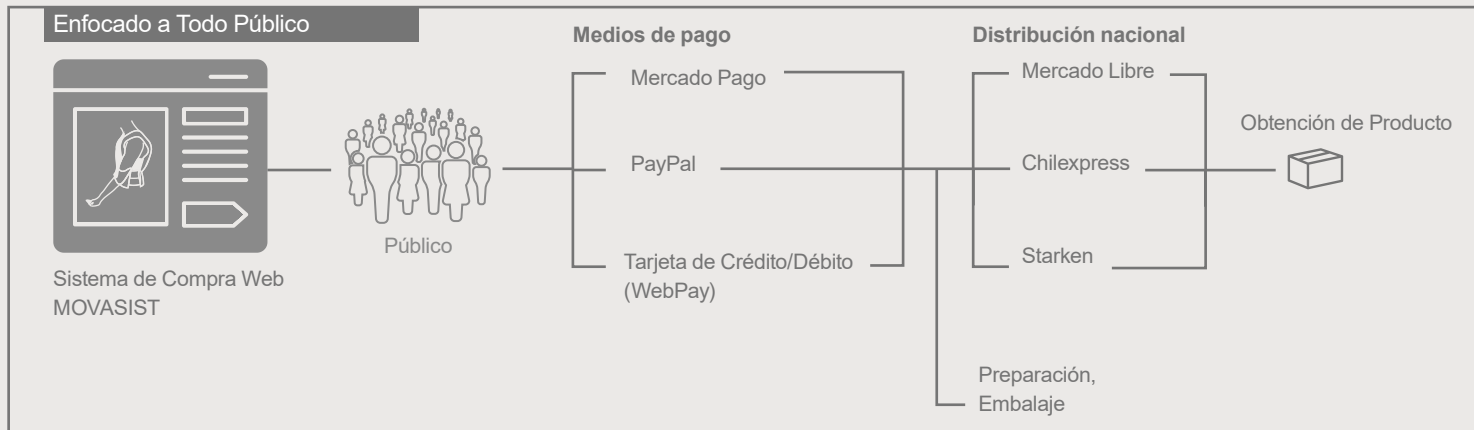 Enfocado a Todo Público
Medios de pago
Distribución nacional
Mercado Pago
Mercado Libre
Obtención de Producto
PayPal
Chilexpress
Público
Tarjeta de Crédito/Débito
(WebPay)
Starken
Sistema de Compra Web
MOVASIST
Preparación,
Embalaje